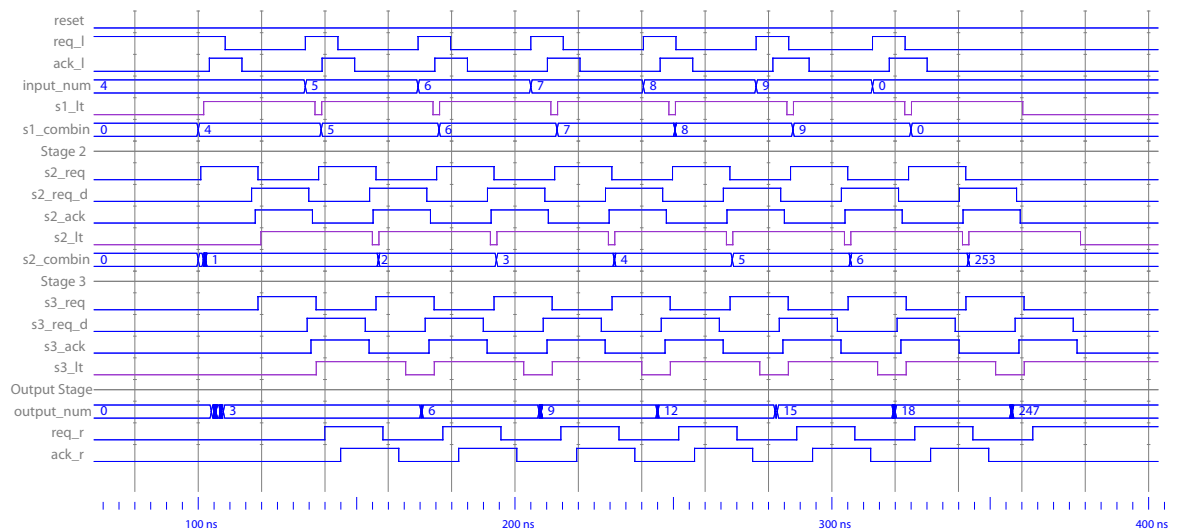 reset
req_l
ack_l
input_num 4 5 6 7 8 9 0
s1_lt
s1_combin 0 4 5 6 7 8 9 0
Stage 2
s2_req
s2_req_d
s2_ack
s2_lt
s2_combin 0 1 2 3 4 5 6 253
Stage 3
s3_req
s3_req_d
s3_ack
s3_lt
Output Stage
output_num 0 3 6 9 12 15 18 247
req_r
ack_r
100 ns 200 ns 300 ns 400 ns